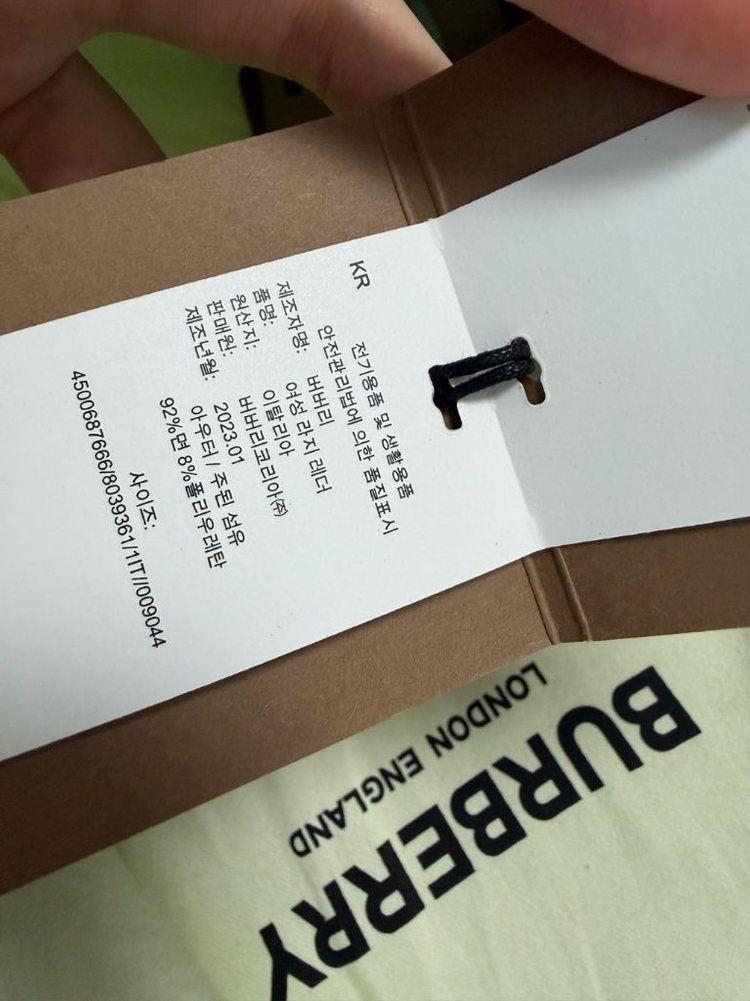 KR
전기용품 및 생활용품
안전관리법에 의한 품질표시
제조자명: 버버리
품명: 여성 라지 레더
원산지: 이탈리아
판매원: 버버리코리아(주)
제조년월: 2023.01
아우터 / 주된 섬유
92%면 8%폴리우레탄
사이즈:
4500687666/8039361/1IT//009044
BURBERRY
LONDON ENGLAND